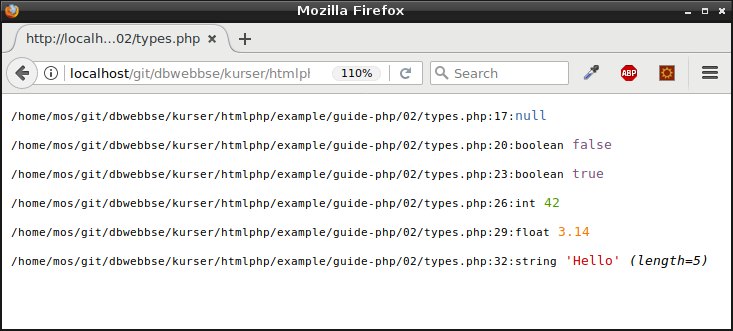 Mozilla Firefox
http://localh...02/types.php
localhost/git/dbwebbse/kurser/htmlpl 110% Search ABP
/home/mos/git/dbwebbse/kurser/htmlphp/example/guide-php/02/types.php:17:null
/home/mos/git/dbwebbse/kurser/htmlphp/example/guide-php/02/types.php:20:boolean false
/home/mos/git/dbwebbse/kurser/htmlphp/example/guide-php/02/types.php:23:boolean true
/home/mos/git/dbwebbse/kurser/htmlphp/example/guide-php/02/types.php:26:int 42
/home/mos/git/dbwebbse/kurser/htmlphp/example/guide-php/02/types.php:29:float 3.14
/home/mos/git/dbwebbse/kurser/htmlphp/example/guide-php/02/types.php:32:string 'Hello' (length=5)